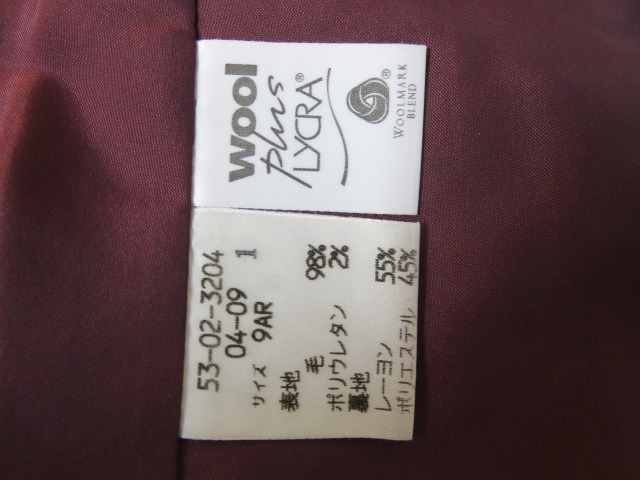 wool
plus
LYCRA®
®
WOOLMARK
BLEND
53-02-3204
04-09 1
サイズ 9AR
表地
毛 98%
ポリウレタン 2%
裏地
レーヨン 55%
ポリエステル 45%